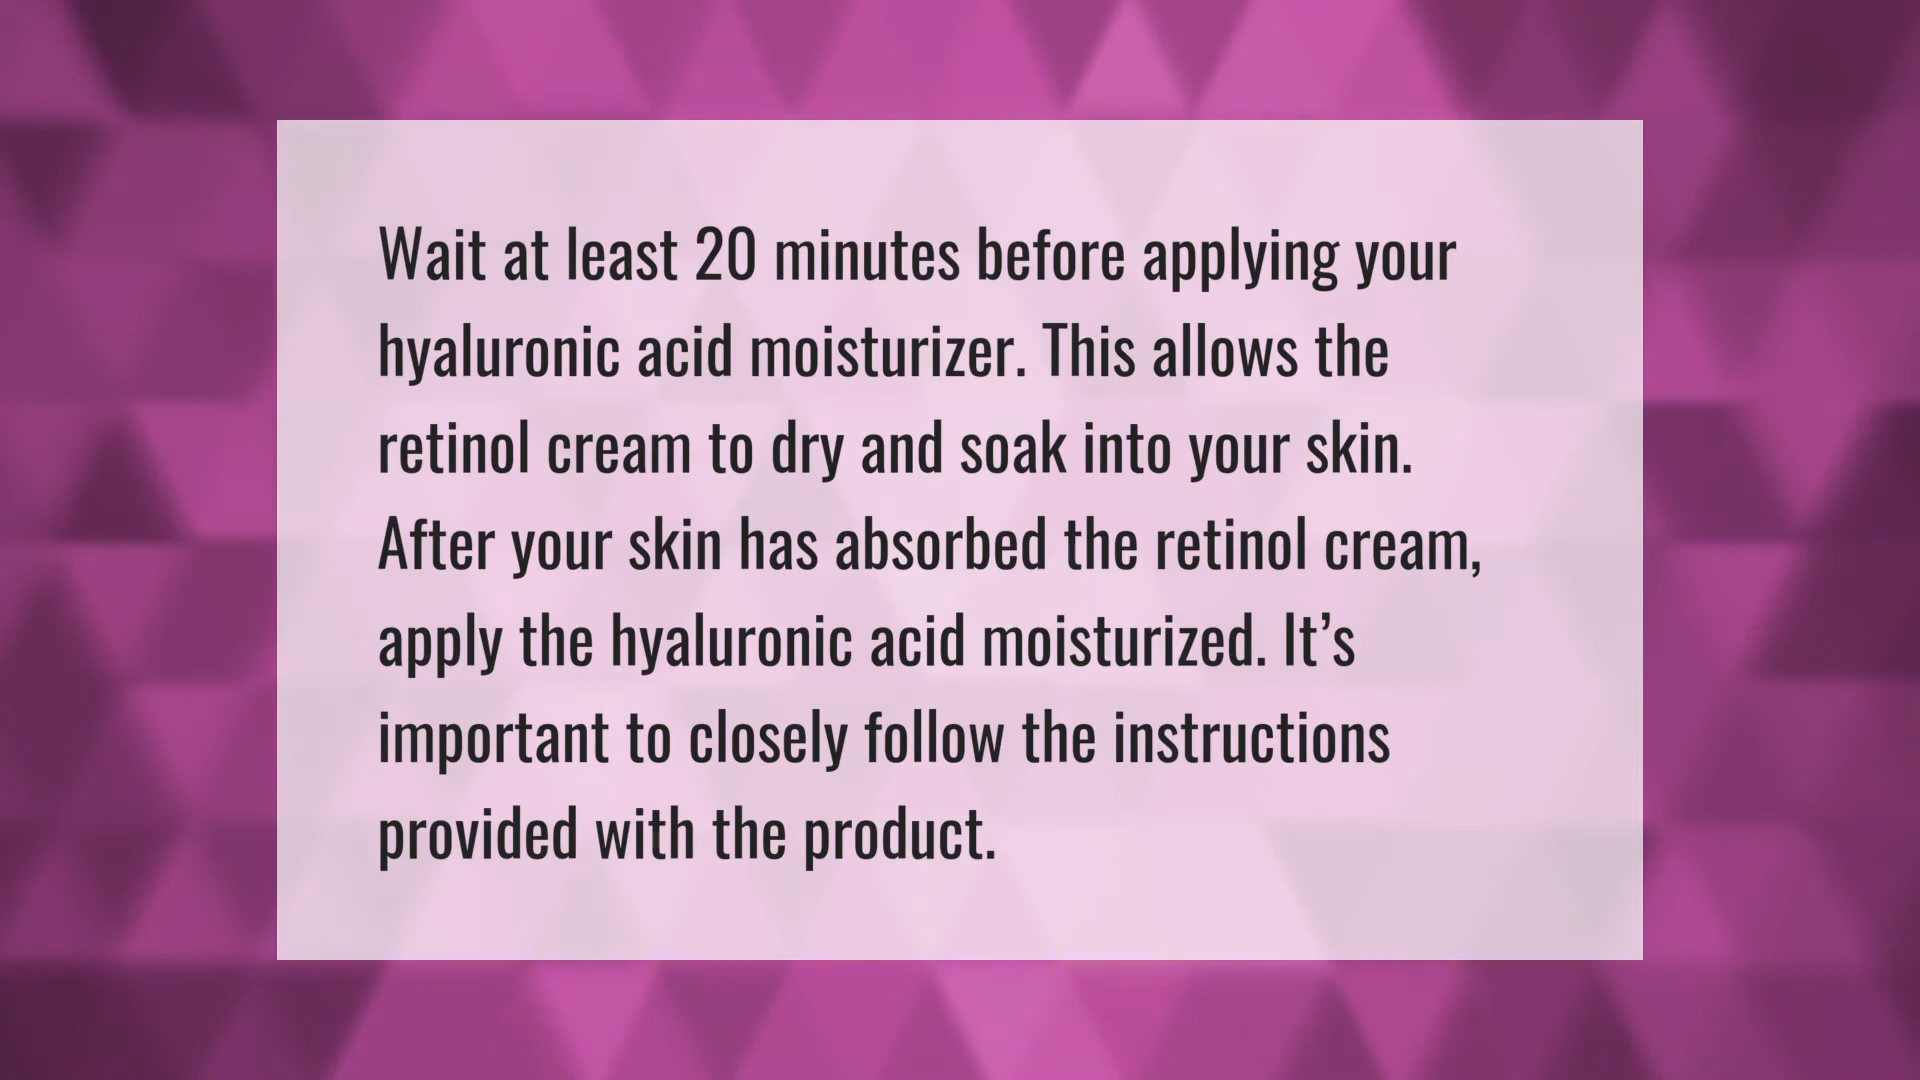 Wait at least 20 minutes before applying your
hyaluronic acid moisturizer. This allows the
retinol cream to dry and soak into your skin.
After your skin has absorbed the retinol cream,
apply the hyaluronic acid moisturized. It’s
important to closely follow the instructions
provided with the product.